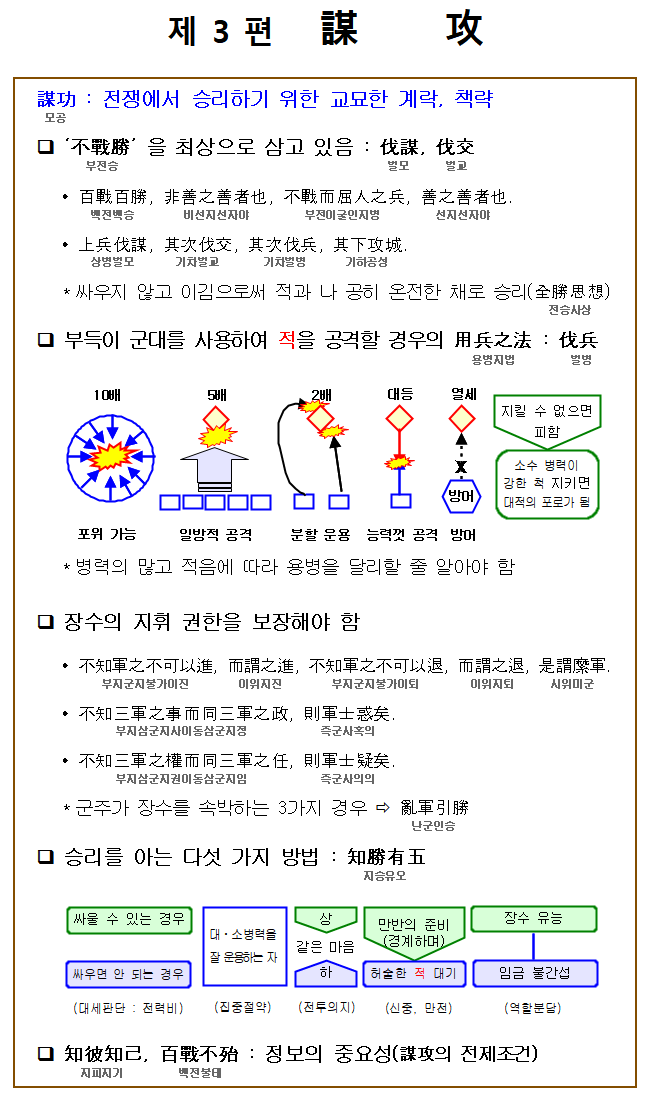 제 3 편 謀 攻
謀功 : 전쟁에서 승리하기 위한 교묘한 계략, 책략
모공
❑ ‘不戰勝’ 을 최상으로 삼고 있음 : 伐謀, 伐交
부전승 벌모 벌교
• 百戰百勝, 非善之善者也, 不戰而屈人之兵, 善之善者也.
백전백승 비선지선자야 부전이굴인지병 선지선자야
• 上兵伐謀, 其次伐交, 其次伐兵, 其下攻城.
상병벌모 기차벌교 기차벌병 기하공성
* 싸우지 않고 이김으로써 적과 나 공히 온전한 채로 승리(全勝思想)
전승사상
❑ 부득이 군대를 사용하여 적을 공격할 경우의 用兵之法 : 伐兵
용병지법 벌병
10배 5배 2배 대등 열세
지킬 수 없으면
피함
X
방어
소수 병력이
강한 척 지키면
대적의 포로가 됨
포위 가능 일방적 공격 분할 운용 능력껏 공격 방어
* 병력의 많고 적음에 따라 용병을 달리할 줄 알아야 함
❑ 장수의 지휘 권한을 보장해야 함
• 不知軍之不可以進, 而謂之進, 不知軍之不可以退, 而謂之退, 是謂縻軍.
부지군지불가이진 이위지진 부지군지불가이퇴 이위지퇴 시위미군
• 不知三軍之事而同三軍之政, 則軍士惑矣.
부지삼군지사이동삼군지정 즉군사혹의
• 不知三軍之權而同三軍之任, 則軍士疑矣.
부지삼군지권이동삼군지임 즉군사의의
* 군주가 장수를 속박하는 3가지 경우 ⇨ 亂軍引勝
난군인승
❑ 승리를 아는 다섯 가지 방법 : 知勝有五
지승유오
싸울 수 있는 경우
싸우면 안 되는 경우
(대세판단 : 전력비)
대·소병력을
잘 운용하는 자
(집중절약)
상
같은 마음
하
(전투의지)
만반의 준비
(경계하며)
허술한 적 대기
(신중, 만전)
장수 유능
임금 불간섭
(역할분담)
❑ 知彼知己, 百戰不殆 : 정보의 중요성(謀攻의 전제조건)
지피지기 백전불태